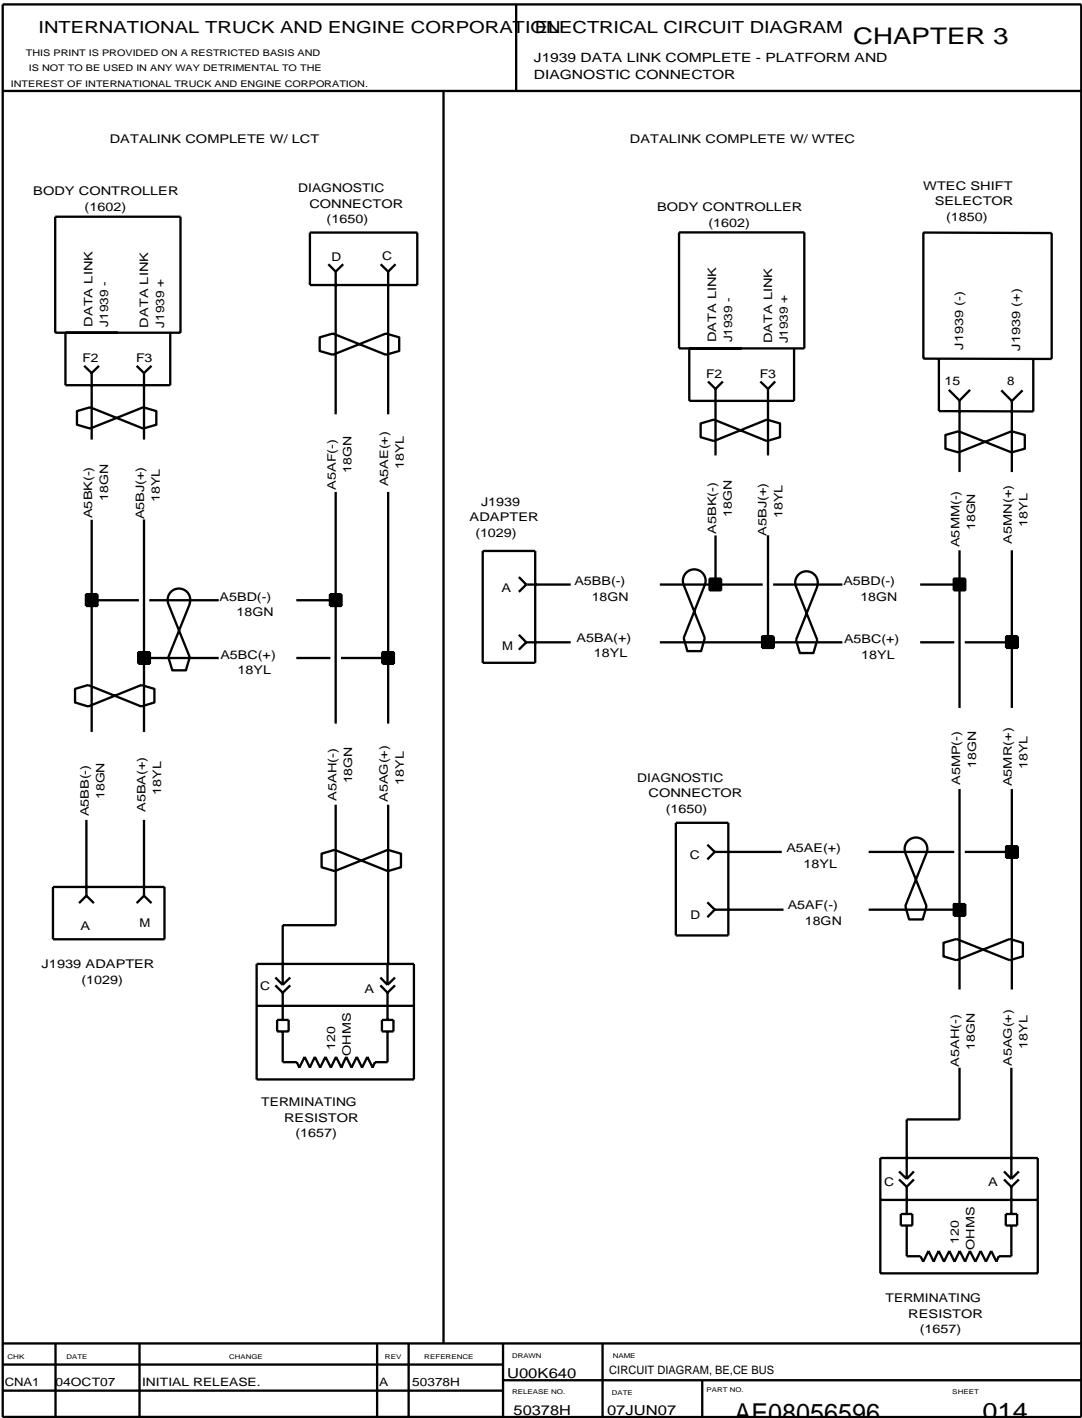 INTERNATIONAL TRUCK AND ENGINE CORPORATION
THIS PRINT IS PROVIDED ON A RESTRICTED BASIS AND
IS NOT TO BE USED IN ANY WAY DETRIMENTAL TO THE
INTEREST OF INTERNATIONAL TRUCK AND ENGINE CORPORATION.
ELECTRICAL CIRCUIT DIAGRAM
CHAPTER 3
J1939 DATA LINK COMPLETE - PLATFORM AND
DIAGNOSTIC CONNECTOR
DATALINK COMPLETE W/ LCT
BODY CONTROLLER
(1602)
DATA LINK
J1939 -
DATA LINK
J1939 +
F2
F3
DIAGNOSTIC
CONNECTOR
(1650)
D
C
A5BK(-)
18GN
A5BJ(+)
18YL
A5AF(-)
18GN
A5AE(+)
18YL
A5BD(-)
18GN
A5BC(+)
18YL
A5BB(-)
18GN
A5BA(+)
18YL
A5AH(-)
18GN
A5AG(+)
18YL
A
M
J1939 ADAPTER
(1029)
C
A
120
OHMS
TERMINATING
RESISTOR
(1657)
DATALINK COMPLETE W/ WTEC
BODY CONTROLLER
(1602)
DATA LINK
J1939 -
DATA LINK
J1939 +
F2
F3
WTEC SHIFT
SELECTOR
(1850)
J1939 (-)
J1939 (+)
15
8
A5BK(-)
18GN
A5BJ(+)
18YL
A5MM(-)
18GN
A5MN(+)
18YL
J1939
ADAPTER
(1029)
A
M
A5BB(-)
18GN
A5BA(+)
18YL
A5BD(-)
18GN
A5BC(+)
18YL
A5MP(-)
18GN
A5MR(+)
18YL
DIAGNOSTIC
CONNECTOR
(1650)
C
D
A5AE(+)
18YL
A5AF(-)
18GN
A5AH(-)
18GN
A5AG(+)
18YL
C
A
120
OHMS
TERMINATING
RESISTOR
(1657)
CHK DATE CHANGE REV REFERENCE
CNA1 04OCT07 INITIAL RELEASE. A 50378H
DRAWN
U00K640
NAME
CIRCUIT DIAGRAM, BE,CE BUS
RELEASE NO.
50378H
DATE
07JUN07
PART NO.
AE08056596
SHEET
014